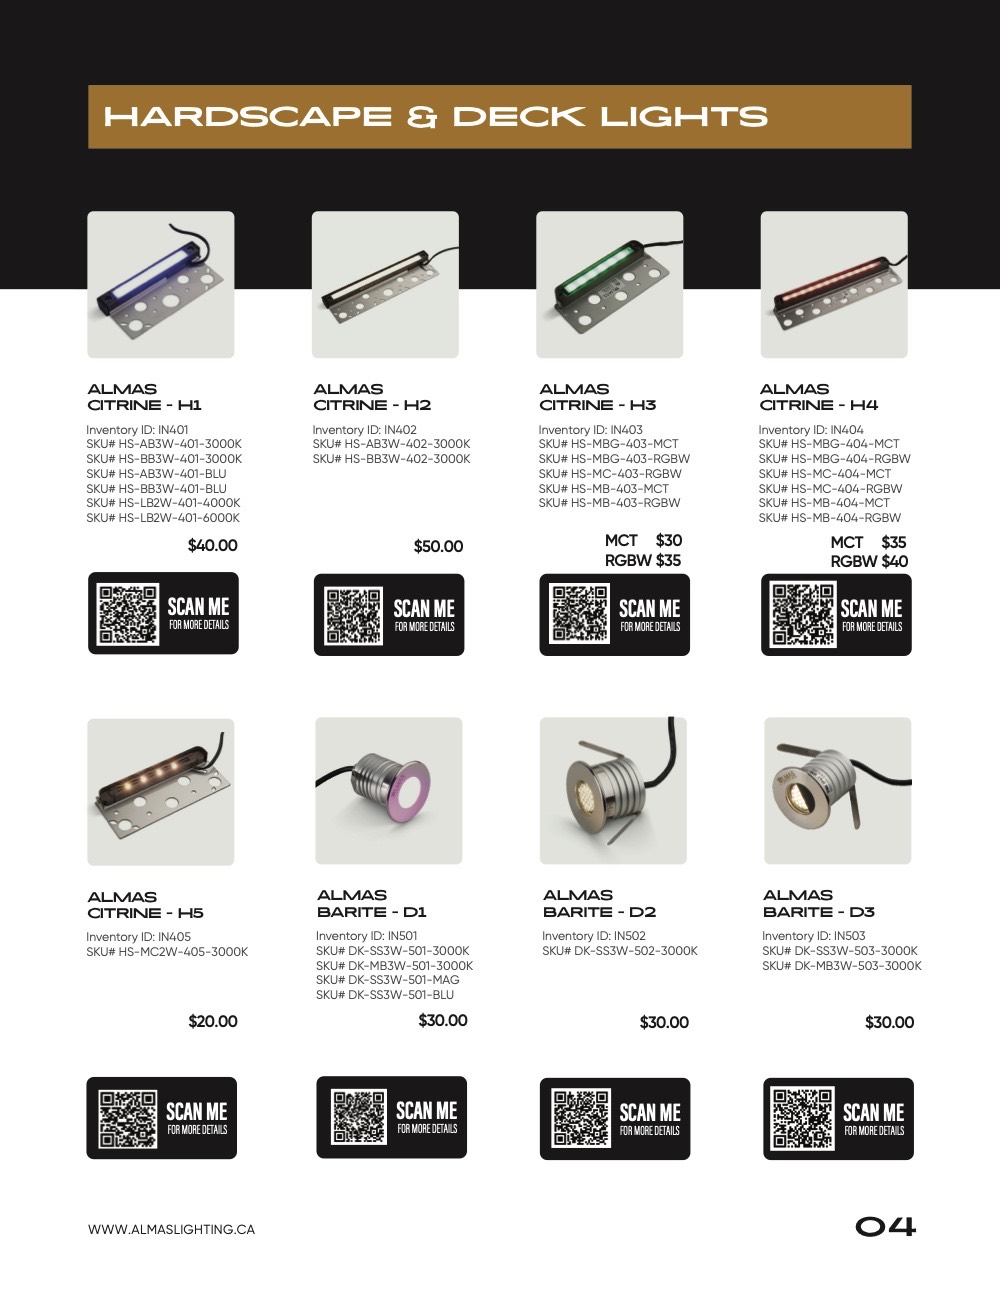 HARDSCAPE & DECK LIGHTS
ALMAS
CITRINE - H1
Inventory ID: IN401
SKU# HS-AB3W-401-3000K
SKU# HS-BB3W-401-3000K
SKU# HS-AB3W-401-BLU
SKU# HS-BB3W-401-BLU
SKU# HS-LB2W-401-4000K
SKU# HS-LB2W-401-6000K
$40.00
SCAN ME
FOR MORE DETAILS
ALMAS
CITRINE - H2
Inventory ID: IN402
SKU# HS-AB3W-402-3000K
SKU# HS-BB3W-402-3000K
$50.00
SCAN ME
FOR MORE DETAILS
ALMAS
CITRINE - H3
Inventory ID: IN403
SKU# HS-MBG-403-MCT
SKU# HS-MBG-403-RGBW
SKU# HS-MC-403-RGBW
SKU# HS-MB-403-MCT
SKU# HS-MB-403-RGBW
MCT $30
RGBW $35
SCAN ME
FOR MORE DETAILS
ALMAS
CITRINE - H4
Inventory ID: IN404
SKU# HS-MBG-404-MCT
SKU# HS-MBG-404-RGBW
SKU# HS-MC-404-MCT
SKU# HS-MC-404-RGBW
SKU# HS-MB-404-MCT
SKU# HS-MB-404-RGBW
MCT $35
RGBW $40
SCAN ME
FOR MORE DETAILS
ALMAS
CITRINE - H5
Inventory ID: IN405
SKU# HS-MC2W-405-3000K
$20.00
SCAN ME
FOR MORE DETAILS
ALMAS
BARITE - D1
Inventory ID: IN501
SKU# DK-SS3W-501-3000K
SKU# DK-MB3W-501-3000K
SKU# DK-SS3W-501-MAG
SKU# DK-SS3W-501-BLU
$30.00
SCAN ME
FOR MORE DETAILS
ALMAS
BARITE - D2
Inventory ID: IN502
SKU# DK-SS3W-502-3000K
$30.00
SCAN ME
FOR MORE DETAILS
ALMAS
BARITE - D3
Inventory ID: IN503
SKU# DK-SS3W-503-3000K
SKU# DK-MB3W-503-3000K
$30.00
SCAN ME
FOR MORE DETAILS
WWW.ALMASLIGHTING.CA
04